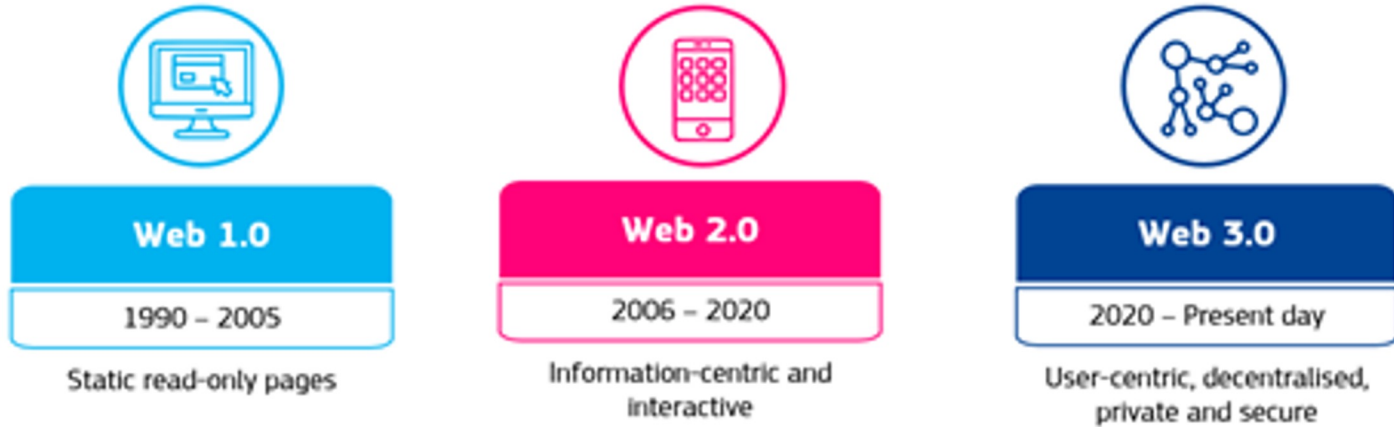 Web 1.0
1990 – 2005
Static read-only pages
Web 2.0
2006 – 2020
Information-centric and
interactive
Web 3.0
2020 – Present day
User-centric, decentralised,
private and secure